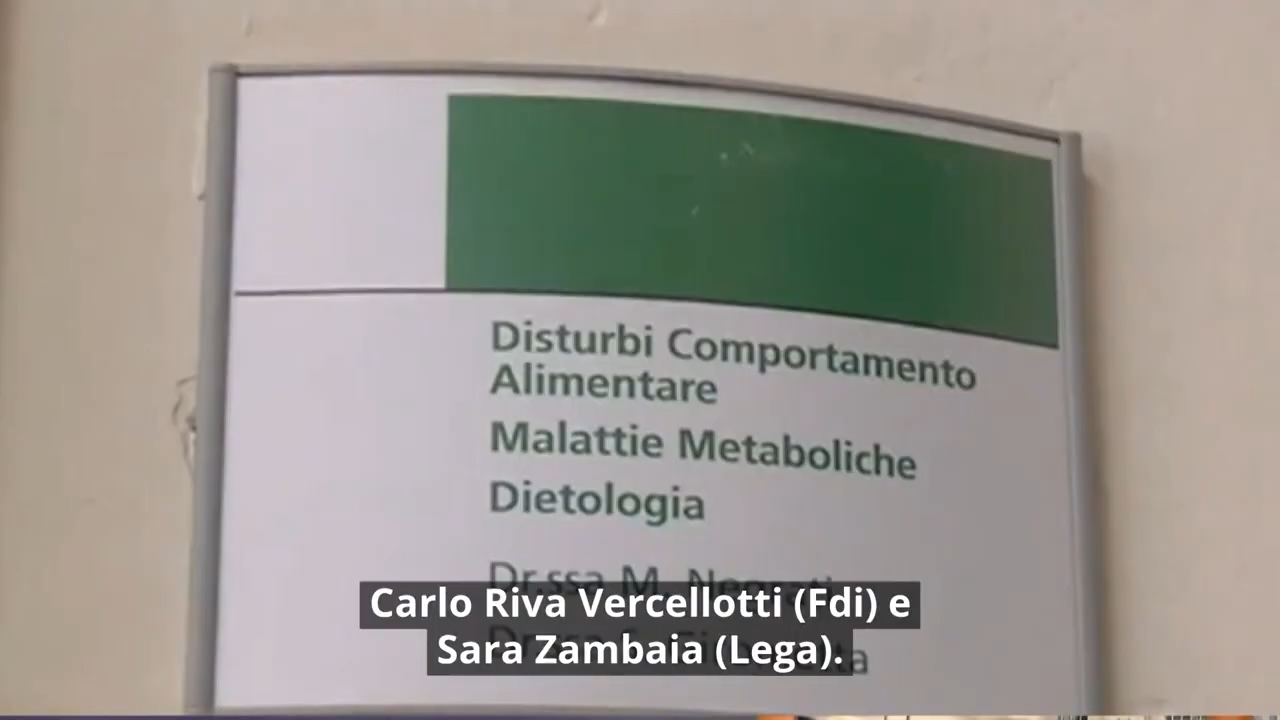 Disturbi Comportamento
Alimentare
Malattie Metaboliche
Dietologia
Dr.ssa M.
Carlo Riva Vercellotti (Fdi) e
Sara Zambaia (Lega).